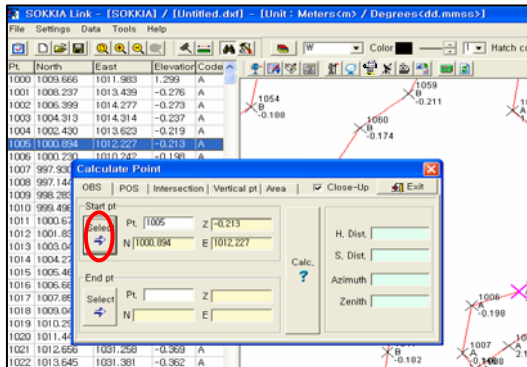 SOKKIA Link - [SOKKIA] / [Untitled.dxf] - [Unit : Meters<m> / Degrees<dd.mmss>]
File Settings Data Tools Help
W Color 1 Hatch co
Pt. North East Elevation Code
1000 1009.666 1011.983 1.299 A
1001 1008.237 1013.439 -0.276 A
1002 1006.399 1014.277 -0.273 A
1003 1004.313 1014.314 -0.237 A
1004 1002.430 1013.623 -0.219 A
1005 1000.894 1012.227 -0.213 A
1006 1000.230 1010.242 -0.198 A
1007 997.930
1008 997.144
1009 998.283
1010 999.496
1011 1000.67
1012 1001.83
1013 1003.04
1014 1004.27
1015 1005.46
1016 1006.68
1017 1007.85
1018 1009.04
1019 1010.25
1020 1011.44
1021 1012.656 1031.258 -0.369 A
1022 1013.645 1031.381 -0.362 A
1054
B
-0.188
1059
B
-0.211
1060
B
-0.174
Calculate Point
OBS POS Intersection Vertical pt Area Close-Up Exit
Start pt
Select Pt. 1005 Z -0.213
N 1000.894 E 1012.227
End pt
Select Pt. Z
N E
Calc.
?
H. Dist.
S. Dist.
Azimuth
Zenith
1006
A
-0.198
1007
A
B
-0.182